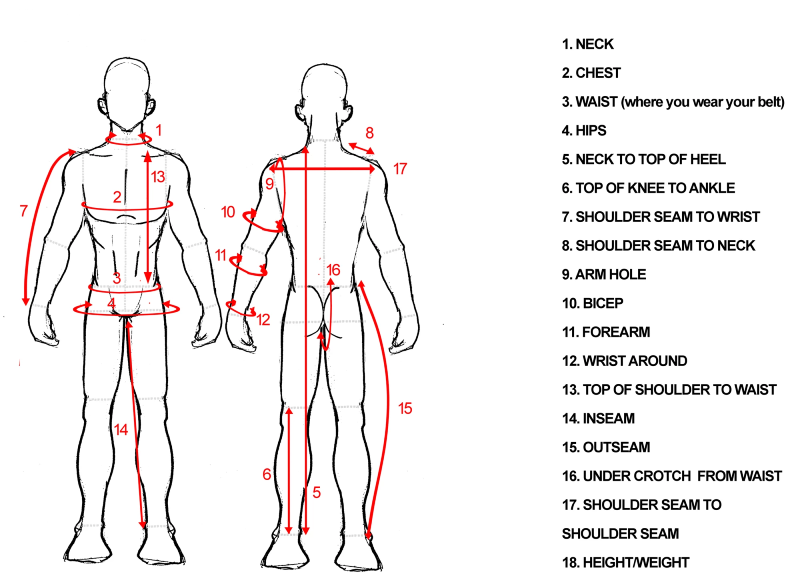 1
8
13
17
9
2
7
10
11
16
3
4
12
15
14
6
5
1. NECK
2. CHEST
3. WAIST (where you wear your belt)
4. HIPS
5. NECK TO TOP OF HEEL
6. TOP OF KNEE TO ANKLE
7. SHOULDER SEAM TO WRIST
8. SHOULDER SEAM TO NECK
9. ARM HOLE
10. BICEP
11. FOREARM
12. WRIST AROUND
13. TOP OF SHOULDER TO WAIST
14. INSEAM
15. OUTSEAM
16. UNDER CROTCH FROM WAIST
17. SHOULDER SEAM TO
SHOULDER SEAM
18. HEIGHT/WEIGHT